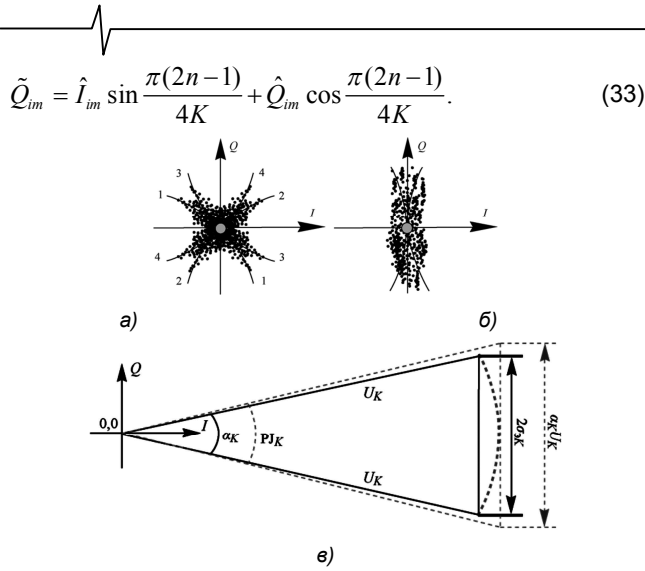 Q̃_im = Î_im sin π(2n−1)/4K + Q̂_im cos π(2n−1)/4K. (33)
Q Q
3 4
1 2
I I
4 3
2 1
а) б)
Q
0,0 I α_K PJ_K U_K
U_K
2σ_эK α_K U_K
в)